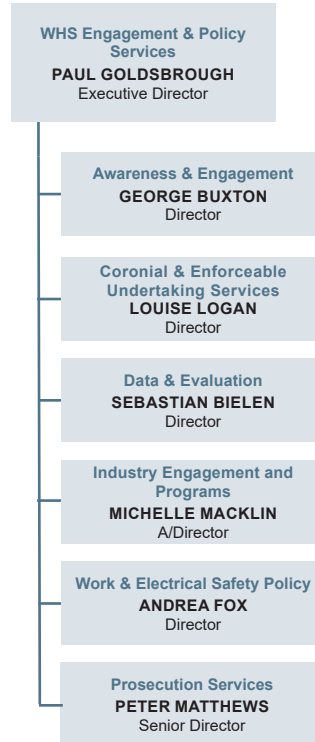 WHS Engagement & Policy
Services
PAUL GOLDSBROUGH
Executive Director
Awareness & Engagement
GEORGE BUXTON
Director
Coronial & Enforceable
Undertaking Services
LOUISE LOGAN
Director
Data & Evaluation
SEBASTIAN BIELEN
Director
Industry Engagement and
Programs
MICHELLE MACKLIN
A/Director
Work & Electrical Safety Policy
ANDREA FOX
Director
Prosecution Services
PETER MATTHEWS
Senior Director